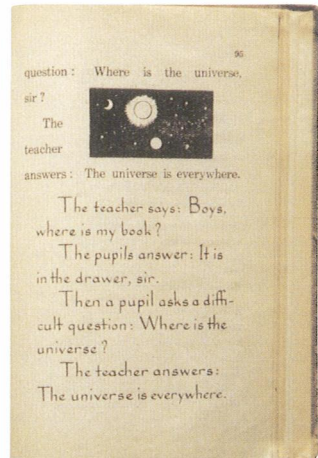 95
question : Where is the universe,
sir ?
The
teacher
answers : The universe is everywhere.
The teacher says: Boys,
where is my book ?
The pupils answer: It is
in the drawer, sir.
Then a pupil asks a diffi-
cult question: Where is the
universe ?
The teacher answers:
The universe is everywhere.